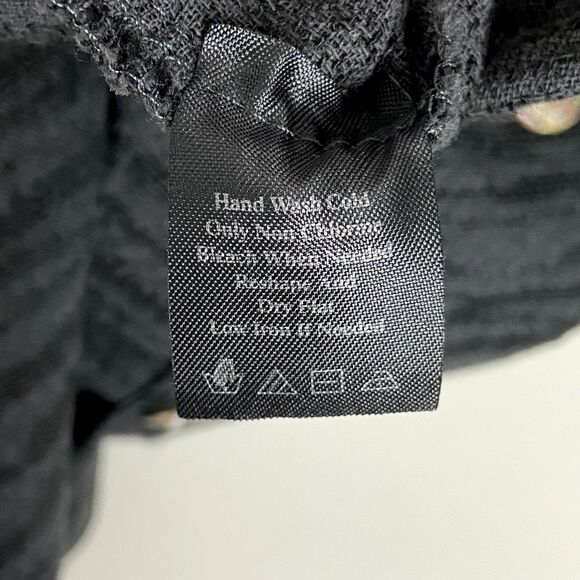 Hand Wash Cold
Only Non Chlorine
Bleach When Needed
Reshape And
Dry Flat
Low Iron If Needed